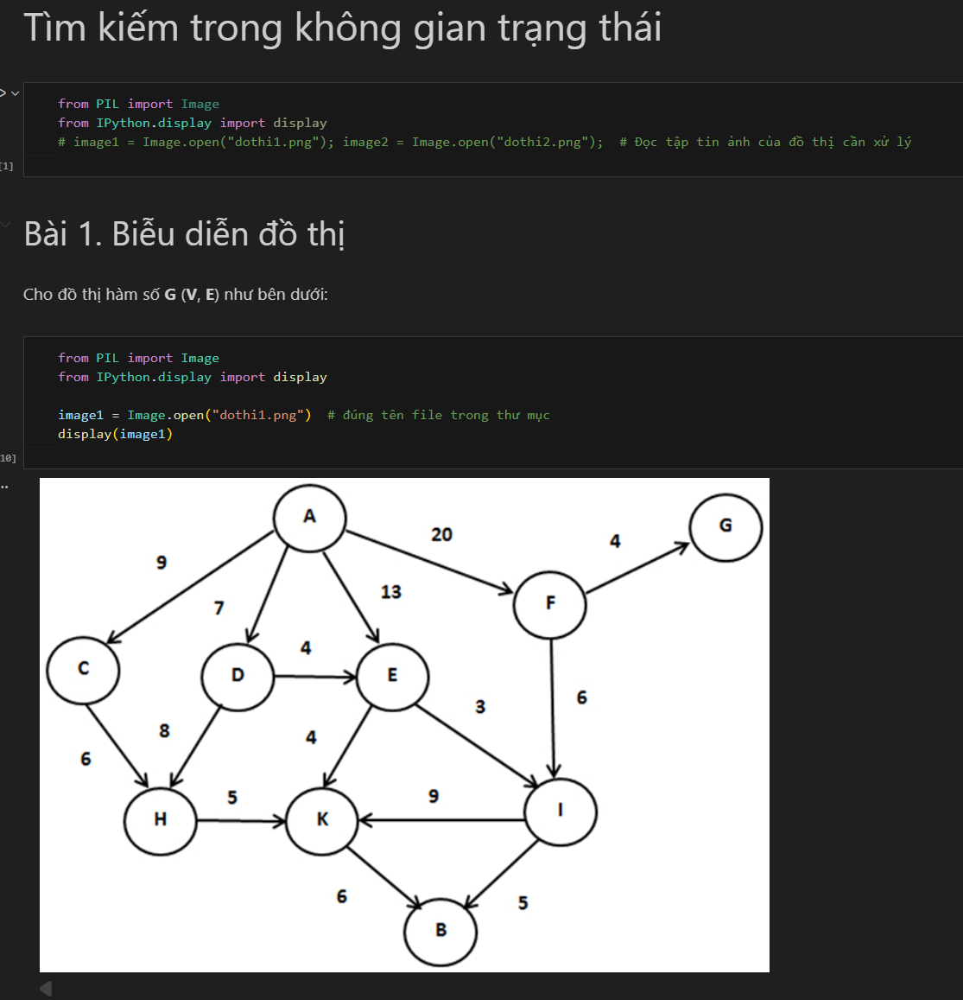 Tìm kiếm trong không gian trạng thái
from PIL import Image
from IPython.display import display
# image1 = Image.open("dothi1.png"); image2 = Image.open("dothi2.png");  # Đọc tập tin ảnh của đồ thị cần xử lý
[1]
Bài 1. Biễu diễn đồ thị
Cho đồ thị hàm số G (V, E) như bên dưới:
from PIL import Image
from IPython.display import display
image1 = Image.open("dothi1.png")  # đúng tên file trong thư mục
display(image1)
10]
A
G
20
4
9
13
F
7
4
C
D
E
3
6
8
4
6
5
9
H
K
I
6
5
B